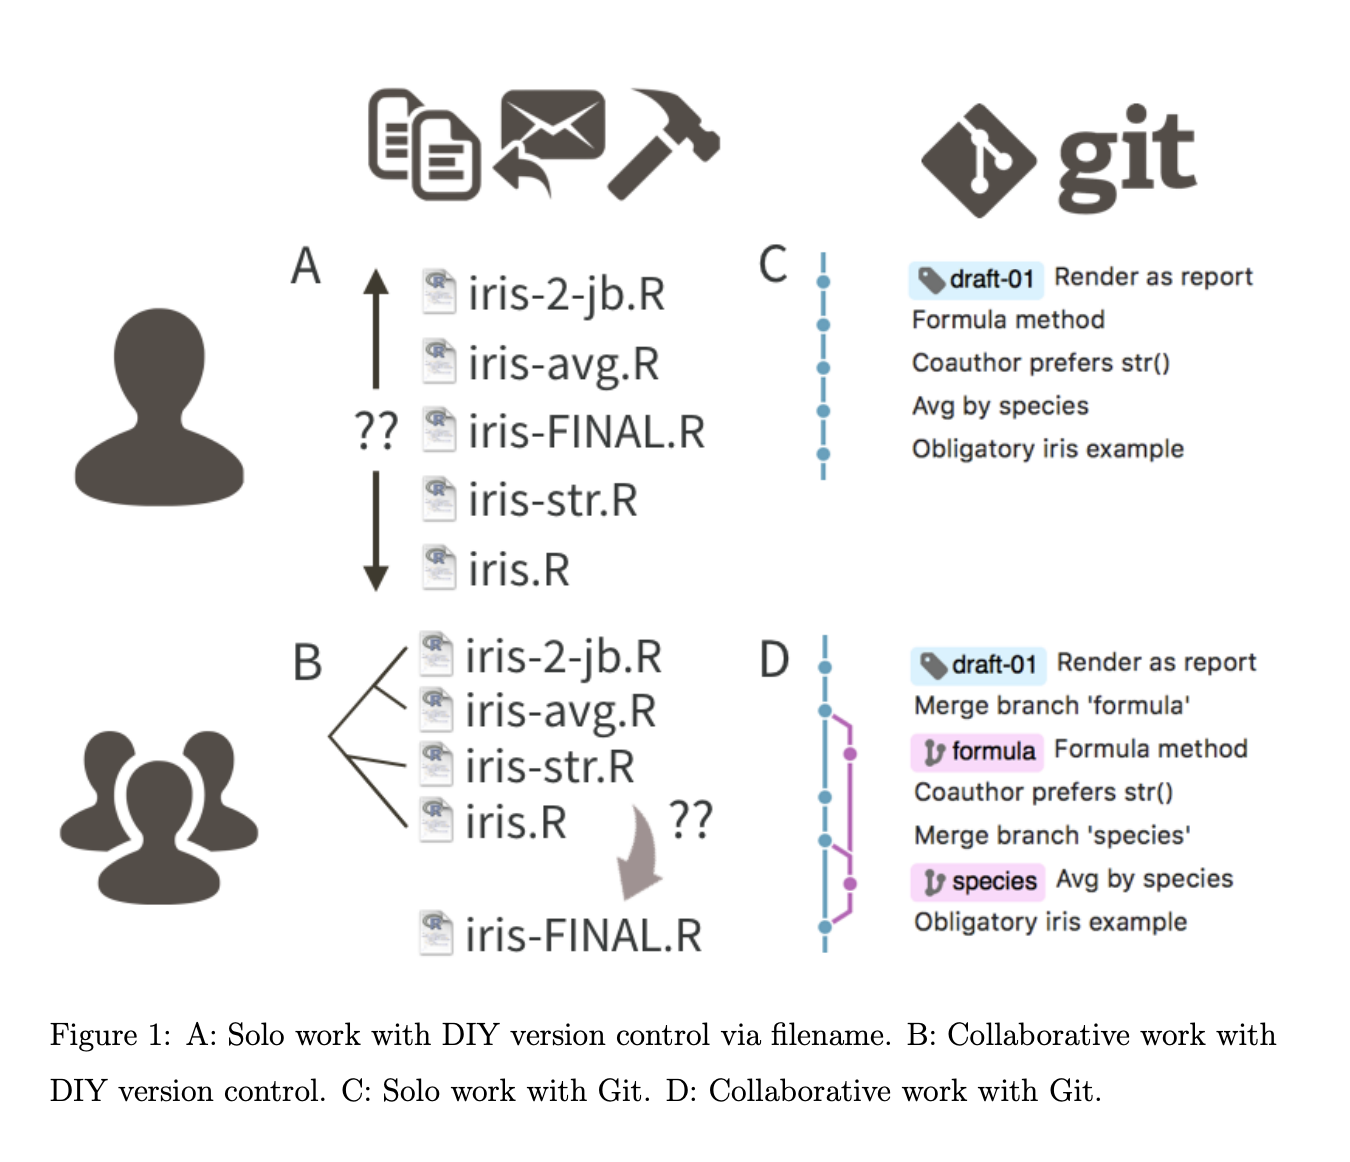 git
A
iris-2-jb.R
iris-avg.R
??
iris-FINAL.R
iris-str.R
iris.R
C
draft-01 Render as report
Formula method
Coauthor prefers str()
Avg by species
Obligatory iris example
B
iris-2-jb.R
iris-avg.R
iris-str.R
iris.R
??
iris-FINAL.R
D
draft-01 Render as report
Merge branch 'formula'
formula Formula method
Coauthor prefers str()
Merge branch 'species'
species Avg by species
Obligatory iris example
Figure 1: A: Solo work with DIY version control via filename. B: Collaborative work with
DIY version control. C: Solo work with Git. D: Collaborative work with Git.